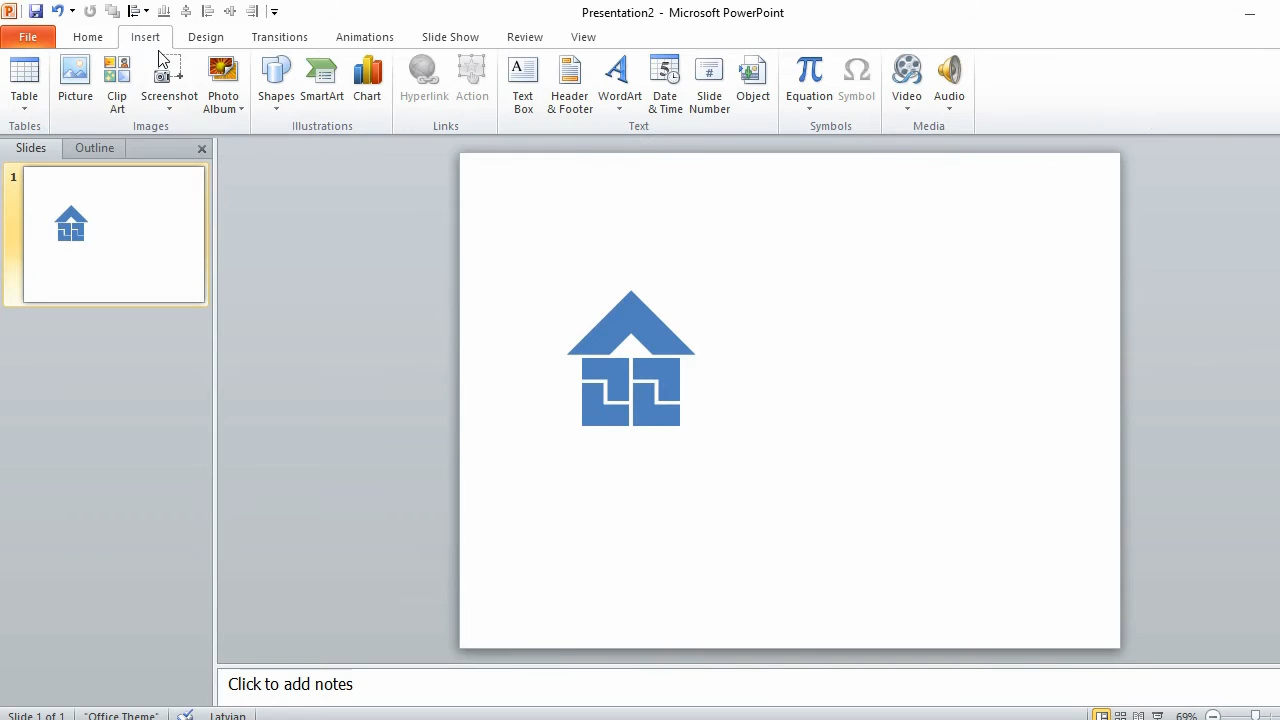 Presentation2 - Microsoft PowerPoint
File Home Insert Design Transitions Animations Slide Show Review View
Table Picture Clip Art Screenshot Photo Album Shapes SmartArt Chart Hyperlink Action Text Box Header & Footer WordArt Date & Time Slide Number Object Equation Symbol Video Audio
Tables Images Illustrations Links Text Symbols Media
Slides Outline
1
Click to add notes
Slide 1 of 1 "Office Theme" Latvian 69%